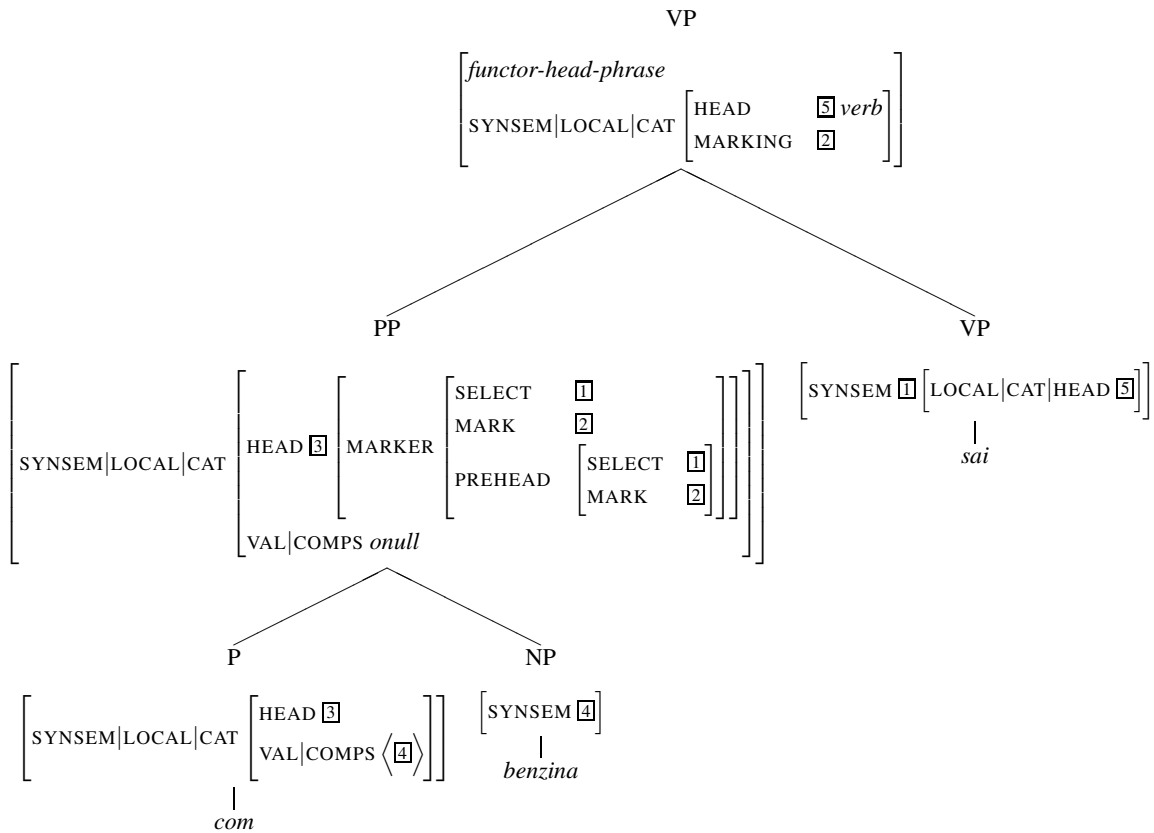 VP
functor-head-phrase
SYNSEM|LOCAL|CAT
HEAD 5 verb
MARKING 2
PP
VP
SYNSEM|LOCAL|CAT
HEAD 3
MARKER
SELECT 1
MARK 2
PREHEAD
SELECT 1
MARK 2
VAL|COMPS onull
SYNSEM 1 LOCAL|CAT|HEAD 5
sai
P
NP
SYNSEM|LOCAL|CAT
HEAD 3
VAL|COMPS ⟨4⟩
SYNSEM 4
benzina
com